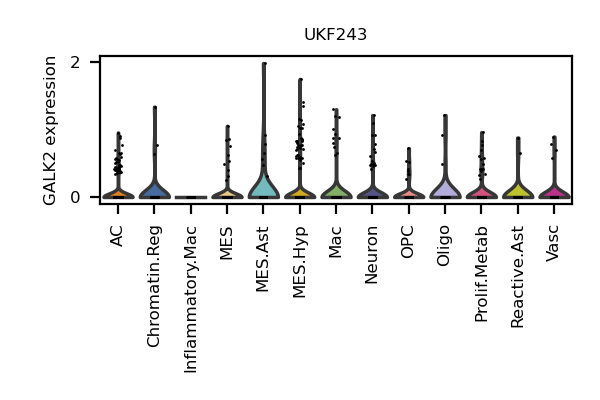 UKF243
GALK2 expression
2
0
AC
Chromatin.Reg
Inflammatory.Mac
MES
MES.Ast
MES.Hyp
Mac
Neuron
OPC
Oligo
Prolif.Metab
Reactive.Ast
Vasc